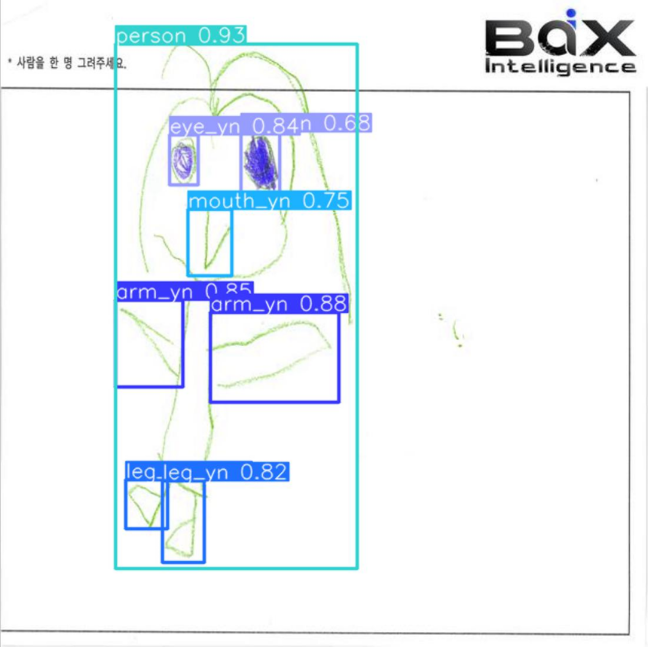 BaX
Intelligence
person 0.93
* 사람을 한 명 그려주세요.
eye_yn 0.84
n 0.68
mouth_yn 0.75
arm_yn 0.85
arm_yn 0.88
leg
leg_yn 0.82